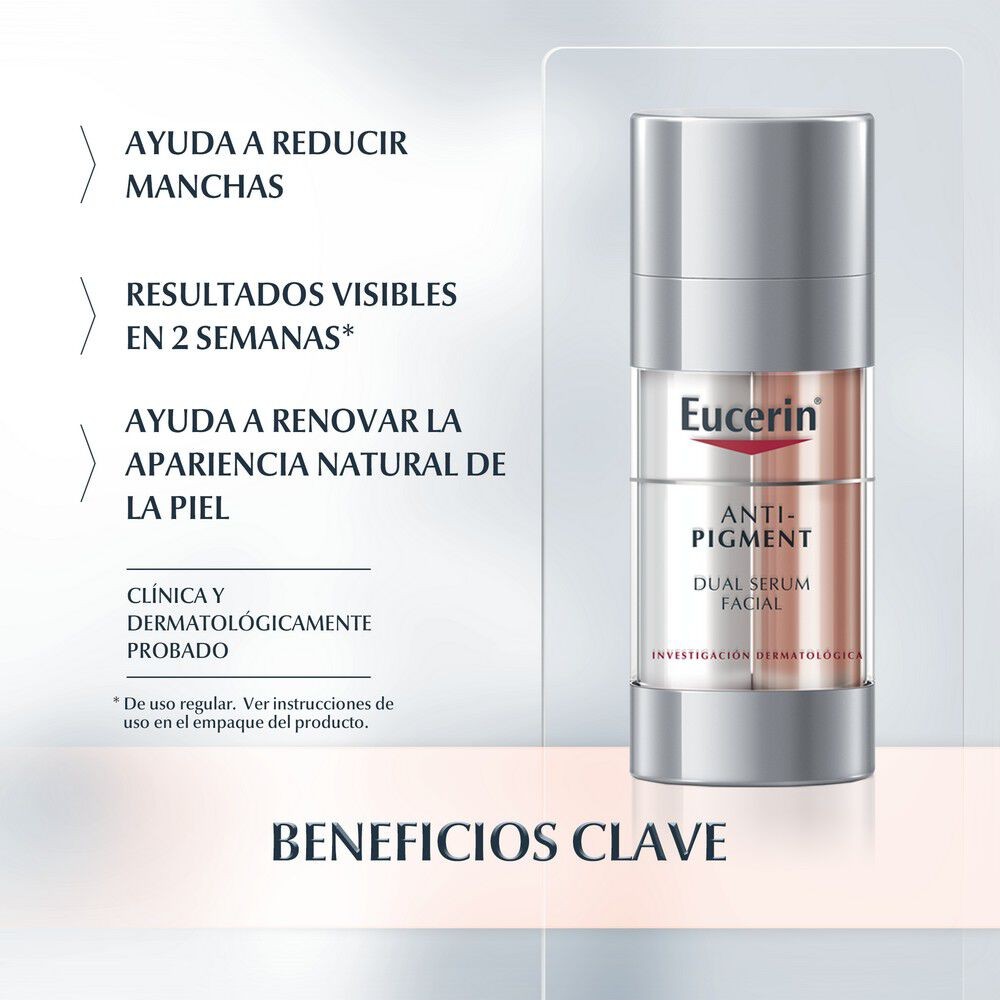 AYUDA A REDUCIR
MANCHAS
RESULTADOS VISIBLES
EN 2 SEMANAS*
AYUDA A RENOVAR LA
APARIENCIA NATURAL DE
LA PIEL
CLÍNICA Y
DERMATOLÓGICAMENTE
PROBADO
* De uso regular. Ver instrucciones de
uso en el empaque del producto.
Eucerin®
ANTI-
PIGMENT
DUAL SERUM
FACIAL
INVESTIGACIÓN DERMATOLÓGICA
BENEFICIOS CLAVE